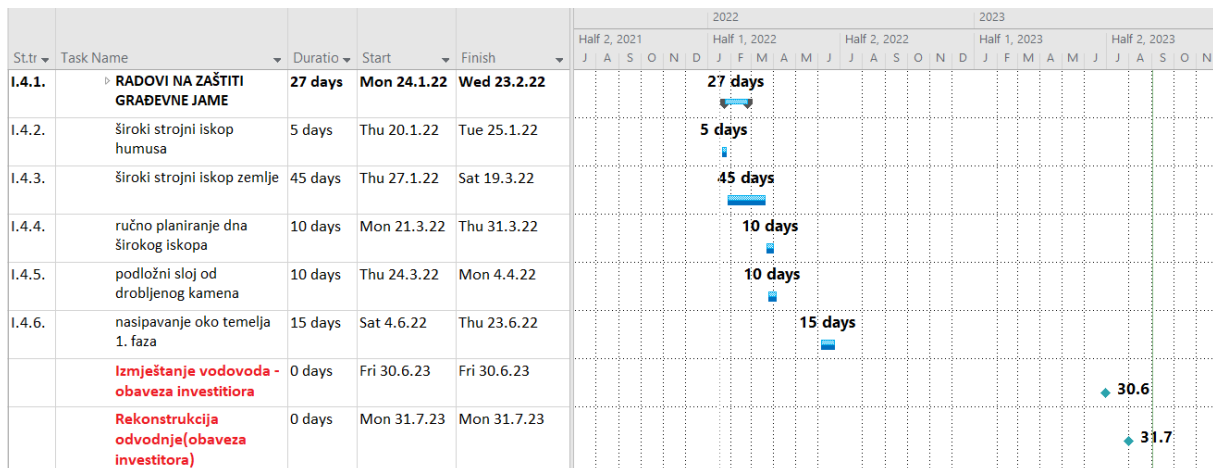 2022 2023
Half 2, 2021 Half 1, 2022 Half 2, 2022 Half 1, 2023 Half 2, 2023
St.tr Task Name Duratio Start Finish J A S O N D J F M A M J J A S O N D J F M A M J J A S O N
I.4.1. RADOVI NA ZAŠTITI 27 days Mon 24.1.22 Wed 23.2.22 27 days
GRAĐEVNE JAME
I.4.2. široki strojni iskop 5 days Thu 20.1.22 Tue 25.1.22 5 days
humusa
I.4.3. široki strojni iskop zemlje 45 days Thu 27.1.22 Sat 19.3.22 45 days
I.4.4. ručno planiranje dna 10 days Mon 21.3.22 Thu 31.3.22 10 days
širokog iskopa
I.4.5. podložni sloj od 10 days Thu 24.3.22 Mon 4.4.22 10 days
drobljenog kamena
I.4.6. nasipavanje oko temelja 15 days Sat 4.6.22 Thu 23.6.22 15 days
1. faza
Izmještanje vodovoda - 0 days Fri 30.6.23 Fri 30.6.23 30.6
obaveza investitiora
Rekonstrukcija 0 days Mon 31.7.23 Mon 31.7.23 31.7
odvodnje(obaveza
investitora)